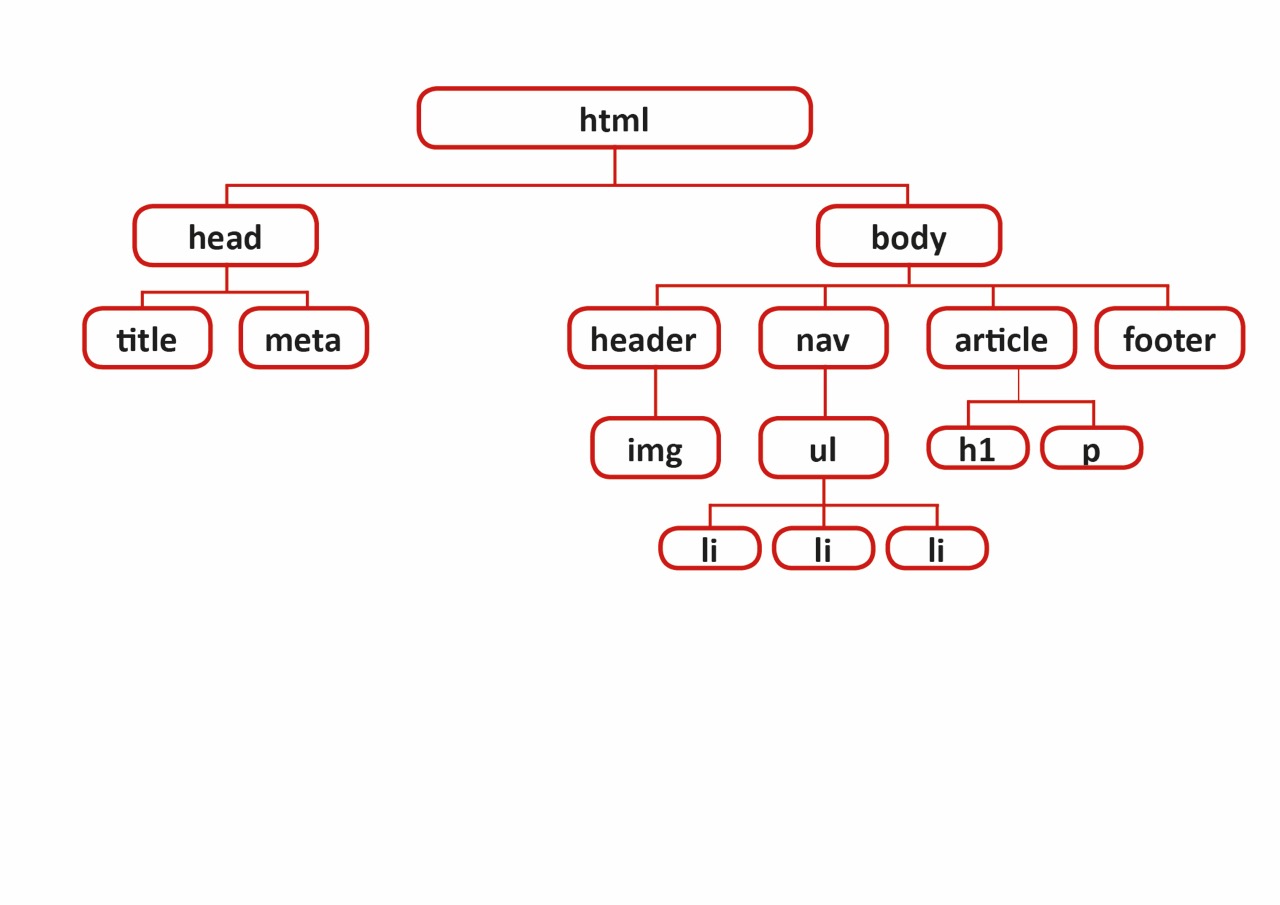 html
head
body
title
meta
header
nav
article
footer
img
ul
h1
p
li
li
li